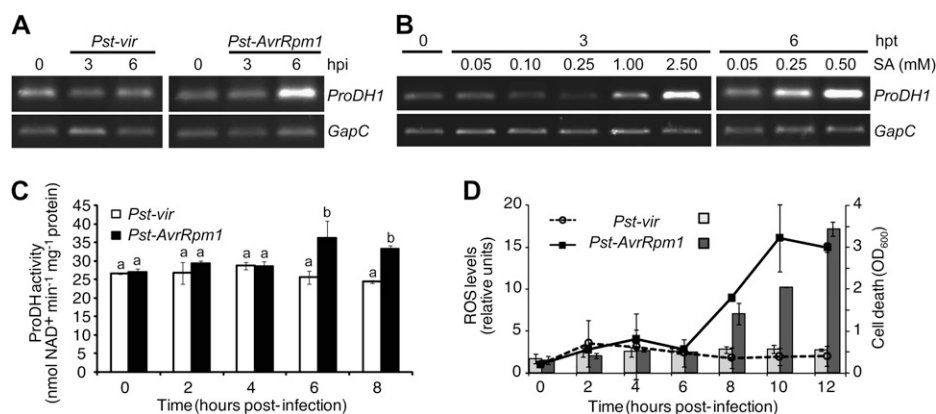 A
Pst-vir
Pst-AvrRpm1
0 3 6 0 3 6 hpi
ProDH1
GapC
B
0 3 6 hpt
0.05 0.10 0.25 1.00 2.50 0.05 0.25 0.50 SA (mM)
ProDH1
GapC
C
ProDH activity
(nmol NAD+ min-1 mg-1 protein)
45
40
35
30
25
20
15
10
5
0
Pst-vir
Pst-AvrRpm1
a a a a a a a b a b
0 2 4 6 8
Time (hours post-infection)
D
ROS levels
(relative units)
20
15
10
5
0
Pst-vir
Pst-AvrRpm1
4
3
2
1
0
Cell death (OD600)
0 2 4 6 8 10 12
Time (hours post-infection)